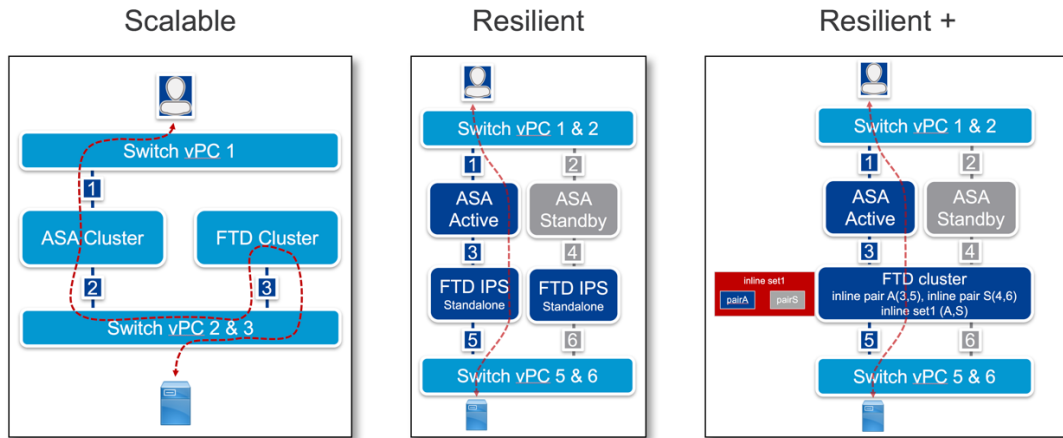 Scalable
Switch vPC 1
1
ASA Cluster
FTD Cluster
2
3
Switch vPC 2 & 3
Resilient
Switch vPC 1 & 2
1
2
ASA
Active
ASA
Standby
3
4
FTD IPS
Standalone
FTD IPS
Standalone
5
6
Switch vPC 5 & 6
Resilient +
Switch vPC 1 & 2
1
2
ASA
Active
ASA
Standby
3
4
inline set1
pairA
pairS
FTD cluster
inline pair A(3,5), inline pair S(4,6)
inline set1 (A,S)
5
6
Switch vPC 5 & 6